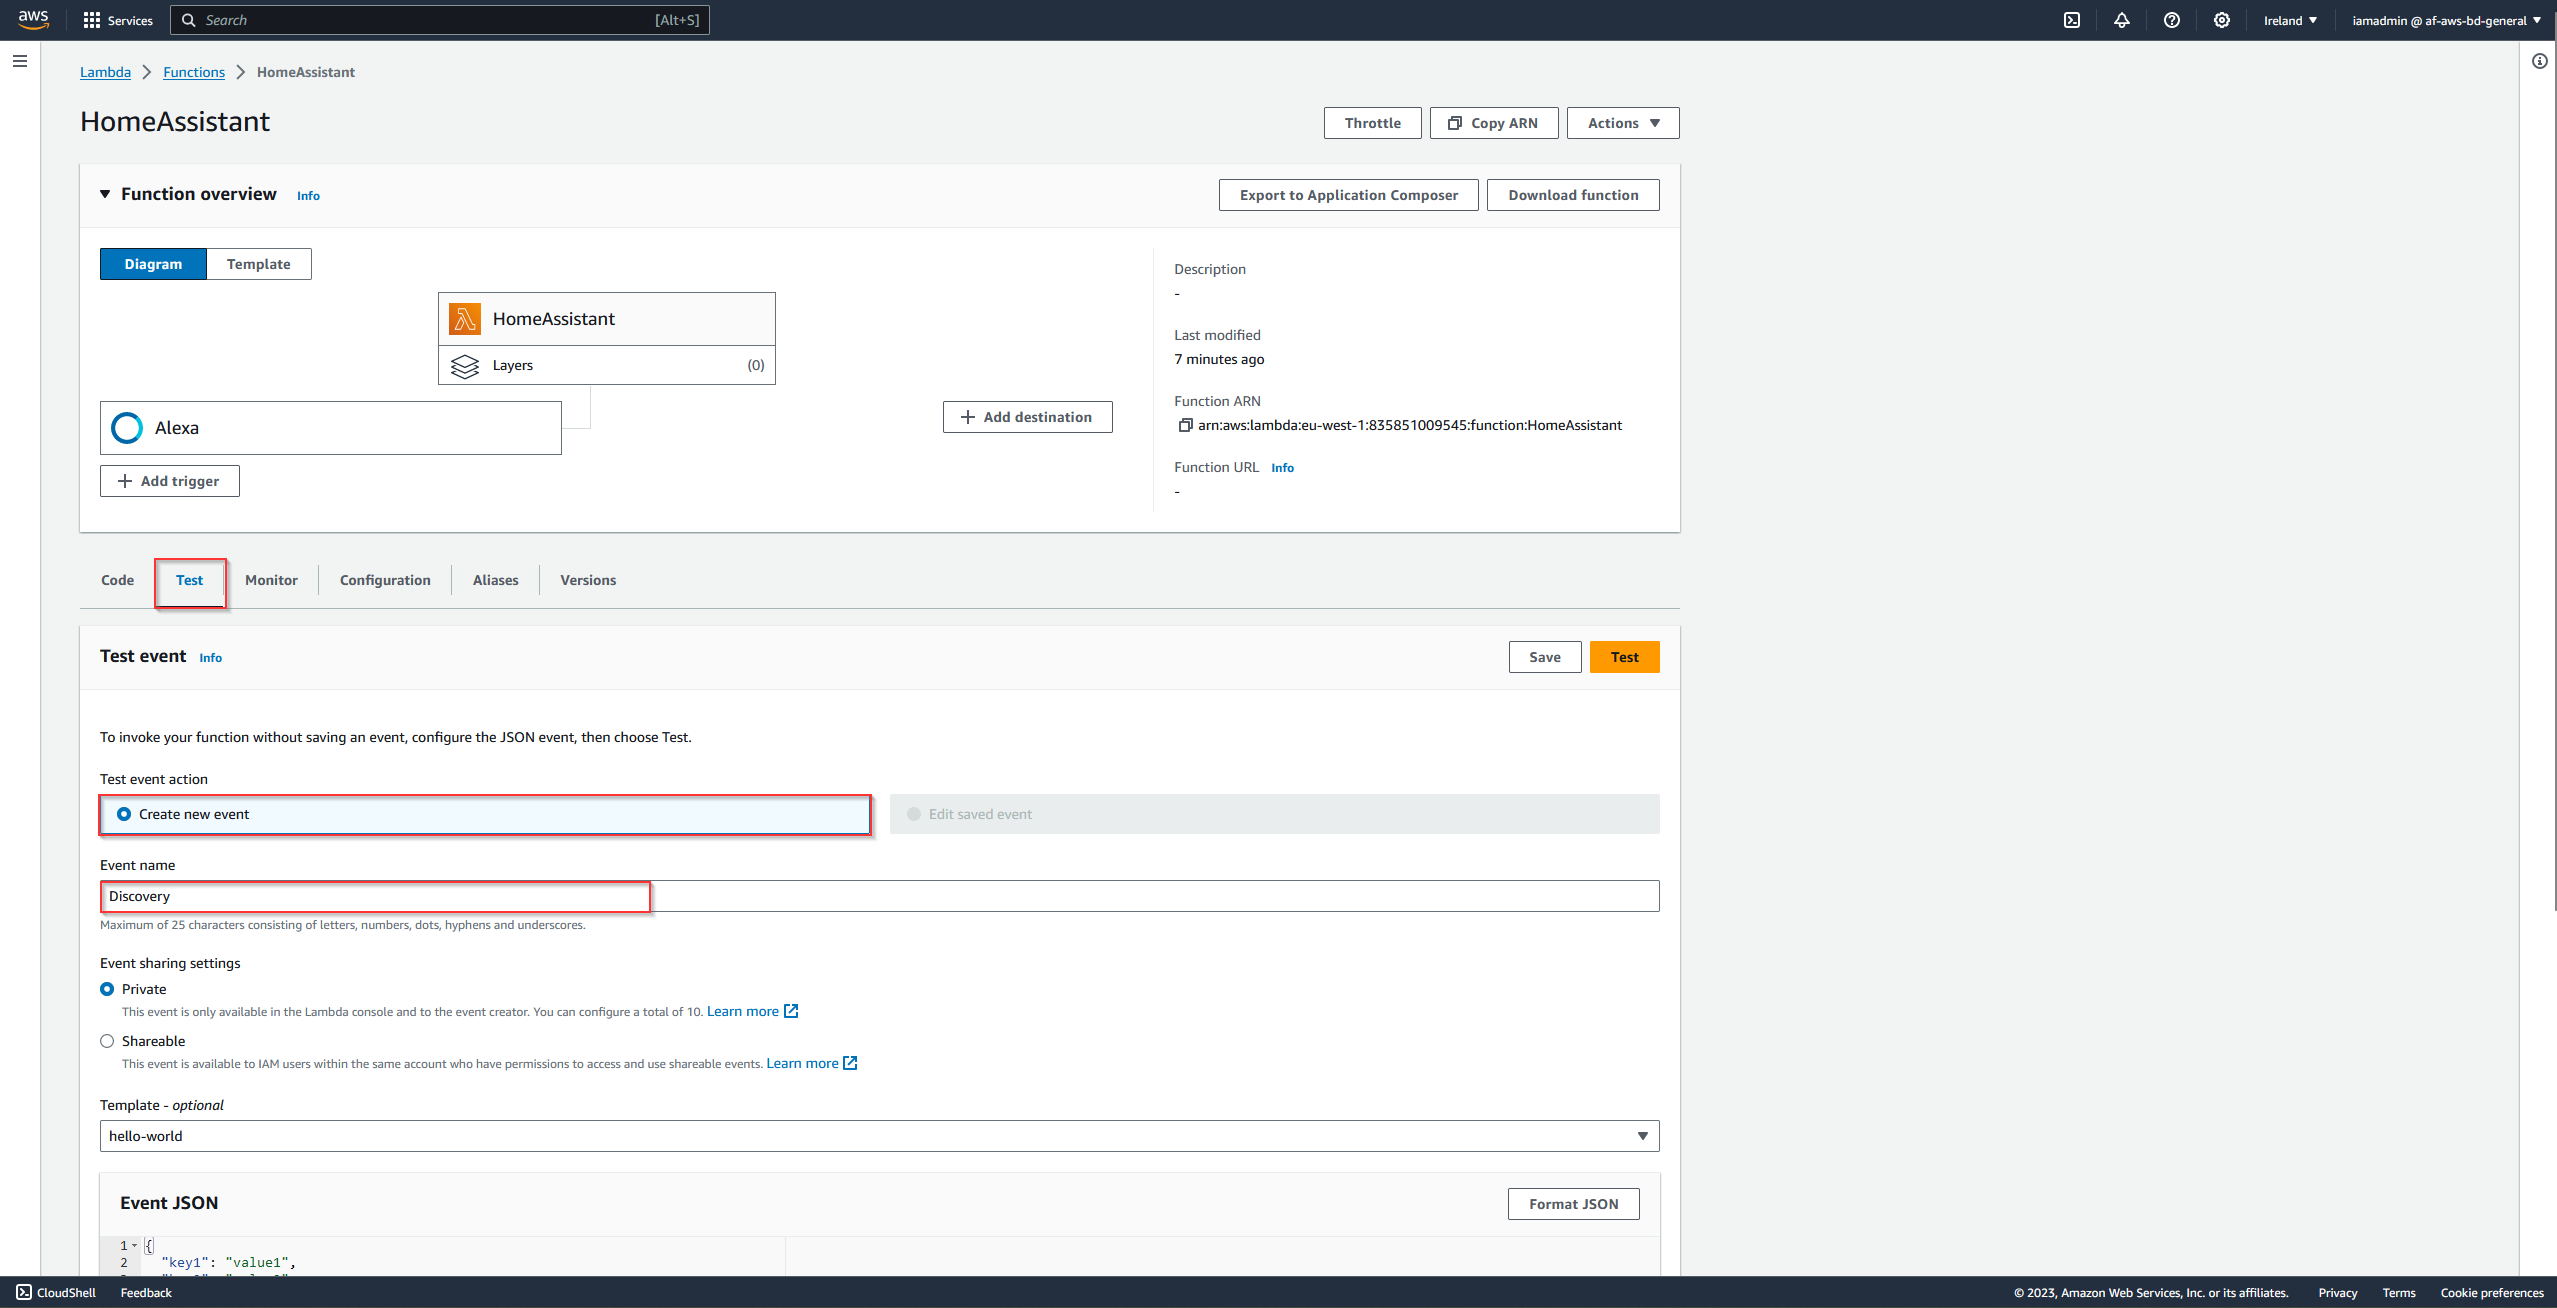 aws Services Search [Alt+S] Ireland ▼ iamadmin @ af-aws-bd-general ▼
Lambda > Functions > HomeAssistant
HomeAssistant
Throttle Copy ARN Actions ▼
▼ Function overview Info
Export to Application Composer Download function
Diagram Template
HomeAssistant
Layers (0)
Alexa
+ Add destination
+ Add trigger
Description
-
Last modified
7 minutes ago
Function ARN
arn:aws:lambda:eu-west-1:835851009545:function:HomeAssistant
Function URL Info
-
Code Test Monitor Configuration Aliases Versions
Test event Info
Save Test
To invoke your function without saving an event, configure the JSON event, then choose Test.
Test event action
Create new event Edit saved event
Event name
Discovery
Maximum of 25 characters consisting of letters, numbers, dots, hyphens and underscores.
Event sharing settings
Private
This event is only available in the Lambda console and to the event creator. You can configure a total of 10. Learn more
Shareable
This event is available to IAM users within the same account who have permissions to access and use shareable events. Learn more
Template - optional
hello-world
Event JSON
Format JSON
1 {
2 "key1": "value1",
CloudShell Feedback © 2023, Amazon Web Services, Inc. or its affiliates. Privacy Terms Cookie preferences